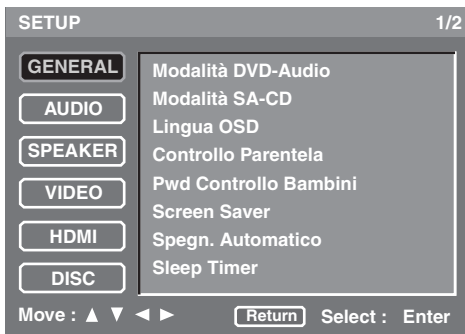 SETUP 1/2
GENERAL
AUDIO
SPEAKER
VIDEO
HDMI
DISC
Modalità DVD-Audio
Modalità SA-CD
Lingua OSD
Controllo Parentela
Pwd Controllo Bambini
Screen Saver
Spegn. Automatico
Sleep Timer
Move : ▲ ▼ ◄ ► Return Select : Enter